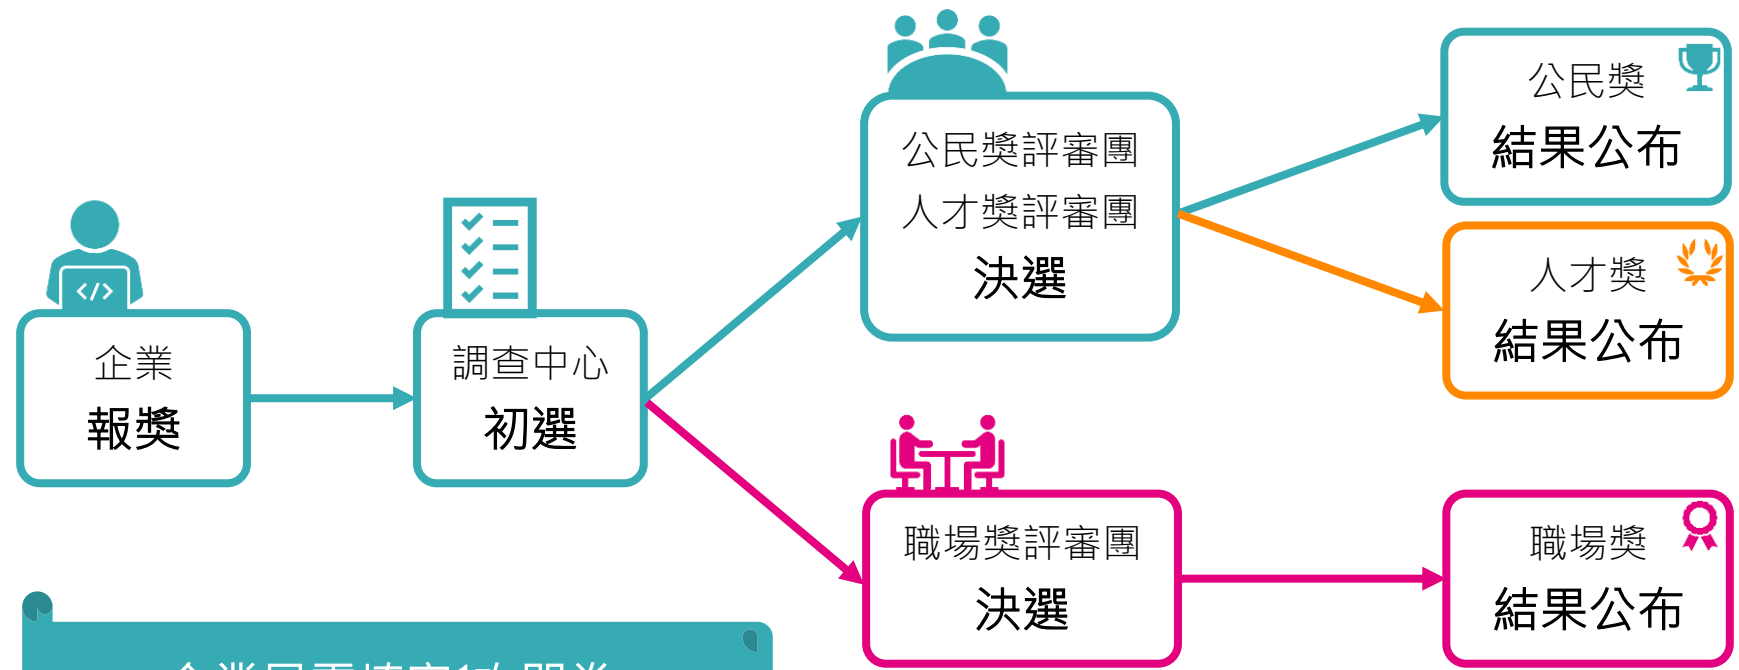 企業
報獎
調查中心
初選
公民獎評審團
人才獎評審團
決選
公民獎
結果公布
人才獎
結果公布
職場獎評審團
決選
職場獎
結果公布